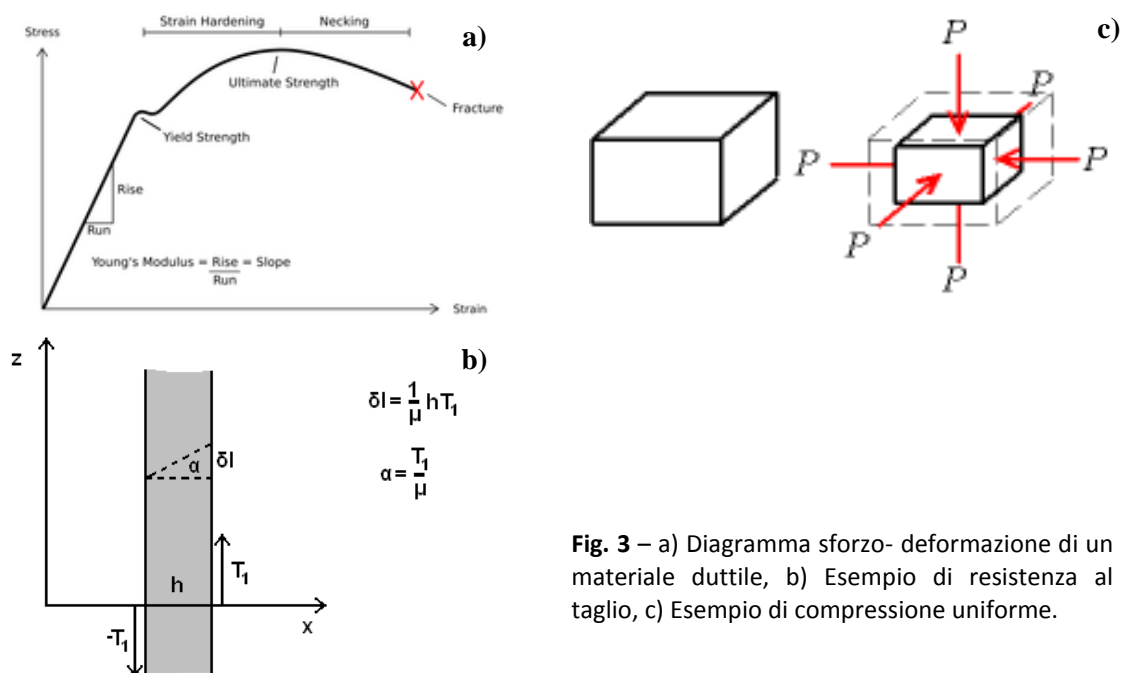 Strain Hardening
Necking
Stress
a)
Ultimate Strength
Fracture
Yield Strength
Rise
Run
Young's Modulus = Rise = Slope
Run
Strain
c)
P
P
P
P
P
P
b)
z
δl = 1/μ hT₁
α
δl
α = T₁/μ
T₁
h
x
-T₁
Fig. 3 – a) Diagramma sforzo- deformazione di un
materiale duttile, b) Esempio di resistenza al
taglio, c) Esempio di compressione uniforme.